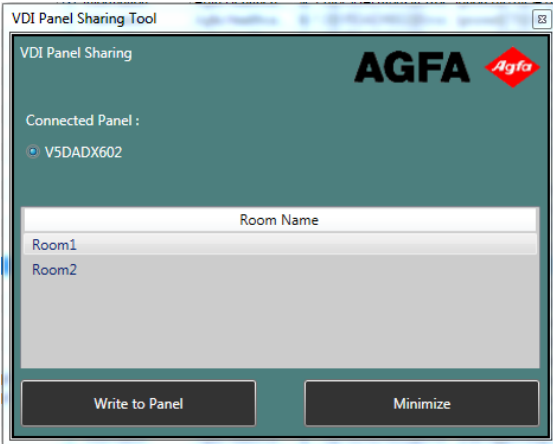 VDI Panel Sharing Tool
VDI Panel Sharing
AGFA
Agfa
Connected Panel :
V5DADX602
Room Name
Room1
Room2
Write to Panel
Minimize